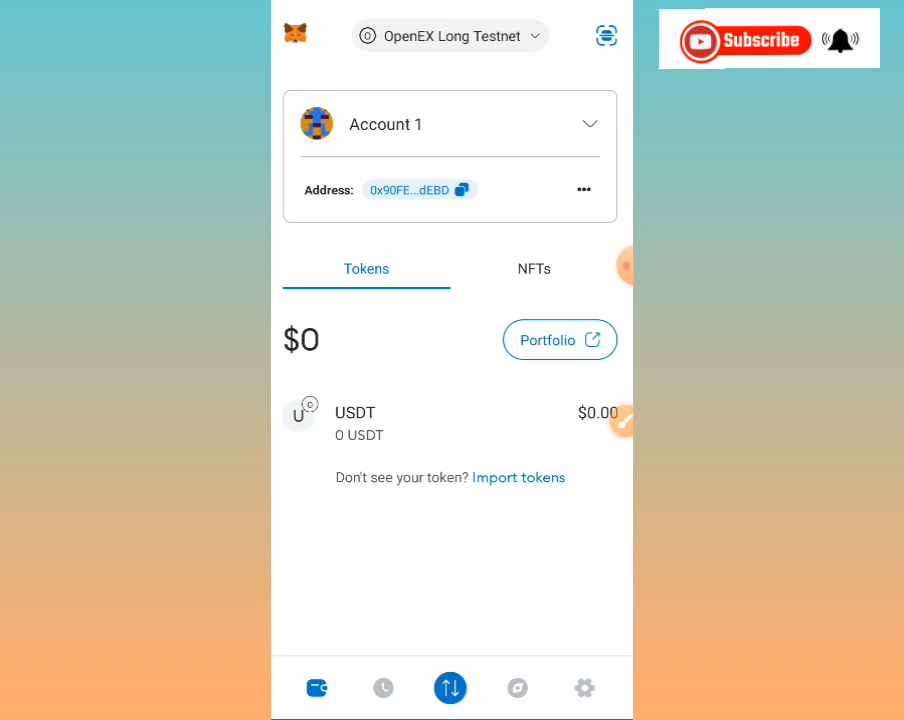 OpenEX Long Testnet
Subscribe
Account 1
Address: 0x90FE...dEBD
Tokens
NFTs
$0
Portfolio
U
0
USDT
$0.00
0 USDT
Don't see your token? Import tokens